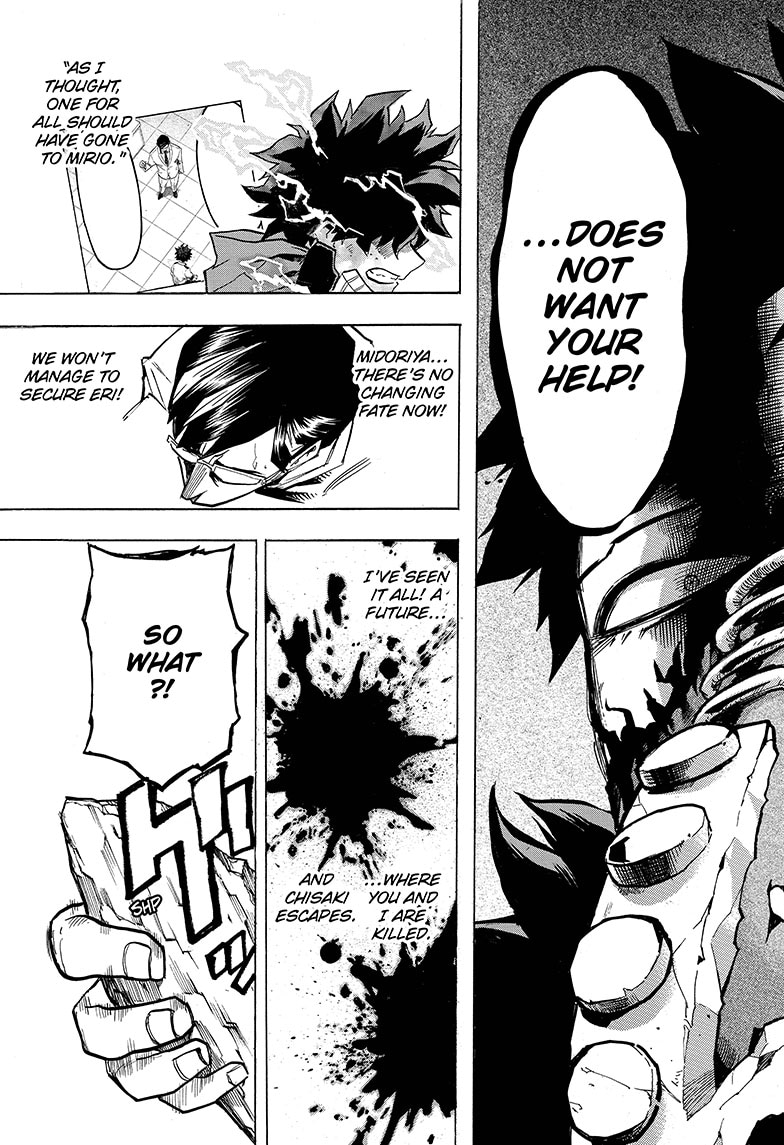 ...DOES
NOT
WANT
YOUR
HELP!
"AS I
THOUGHT,
ONE FOR
ALL SHOULD
HAVE GONE
TO MIRIO."
MIDORIYA...
THERE'S NO
CHANGING
FATE NOW!
WE WON'T
MANAGE TO
SECURE ERI!
I'VE SEEN
IT ALL! A
FUTURE...
...WHERE
YOU AND
I ARE
KILLED.
AND
CHISAKI
ESCAPES.
SO
WHAT
?!
SHP